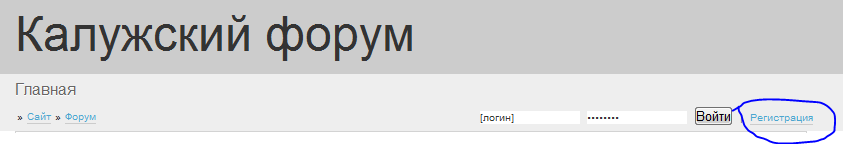 Калужский форум
Главная
» Сайт » Форум [логин] •••••••• Войти Регистрация